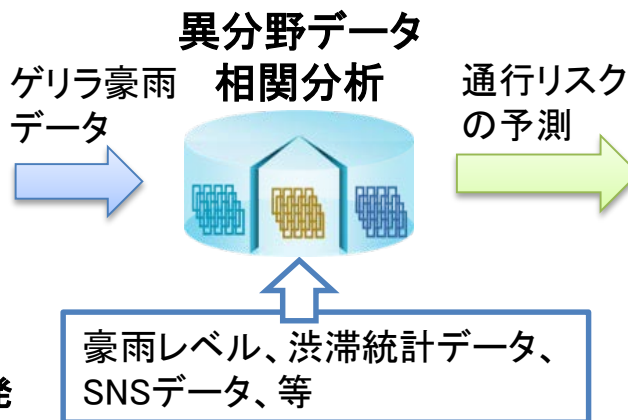 異分野データ
相関分析
ゲリラ豪雨
データ
通行リスク
の予測
豪雨レベル、渋滞統計データ、
SNSデータ、等
発